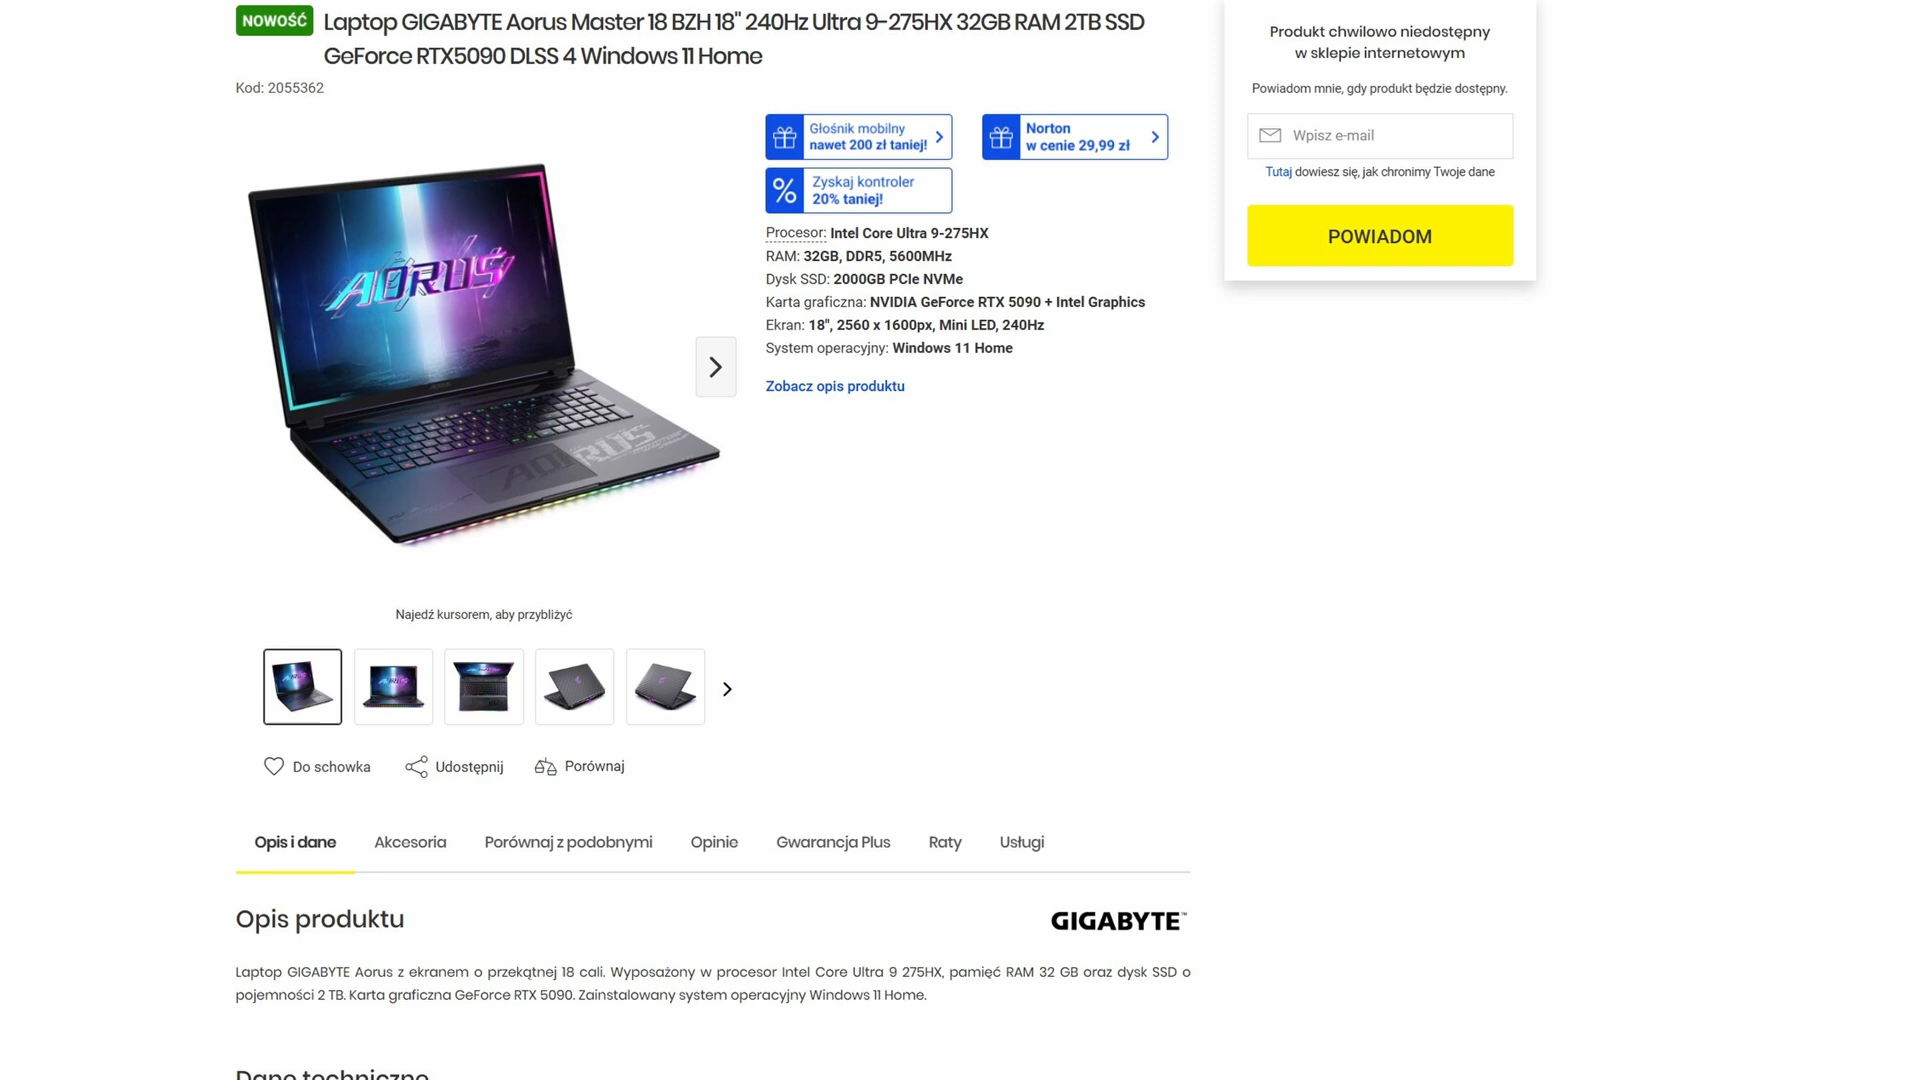 NOWOŚĆ
Laptop GIGABYTE Aorus Master 18 BZH 18" 240Hz Ultra 9-275HX 32GB RAM 2TB SSD
GeForce RTX5090 DLSS 4 Windows 11 Home
Kod: 2055362
Głośnik mobilny
nawet 200 zł taniej!
Norton
w cenie 29,99 zł
Zyskaj kontroler
20% taniej!
Procesor: Intel Core Ultra 9-275HX
RAM: 32GB, DDR5, 5600MHz
Dysk SSD: 2000GB PCIe NVMe
Karta graficzna: NVIDIA GeForce RTX 5090 + Intel Graphics
Ekran: 18", 2560 x 1600px, Mini LED, 240Hz
System operacyjny: Windows 11 Home
Zobacz opis produktu
Produkt chwilowo niedostępny
w sklepie internetowym
Powiadom mnie, gdy produkt będzie dostępny.
Wpisz e-mail
Tutaj dowiesz się, jak chronimy Twoje dane
POWIADOM
AORUS
AORUS
Najedź kursorem, aby przybliżyć
Do schowka
Udostępnij
Porównaj
Opis i dane
Akcesoria
Porównaj z podobnymi
Opinie
Gwarancja Plus
Raty
Usługi
Opis produktu
GIGABYTE™
Laptop GIGABYTE Aorus z ekranem o przekątnej 18 cali. Wyposażony w procesor Intel Core Ultra 9 275HX, pamięć RAM 32 GB oraz dysk SSD o
pojemności 2 TB. Karta graficzna GeForce RTX 5090. Zainstalowany system operacyjny Windows 11 Home.
Dane techniczne